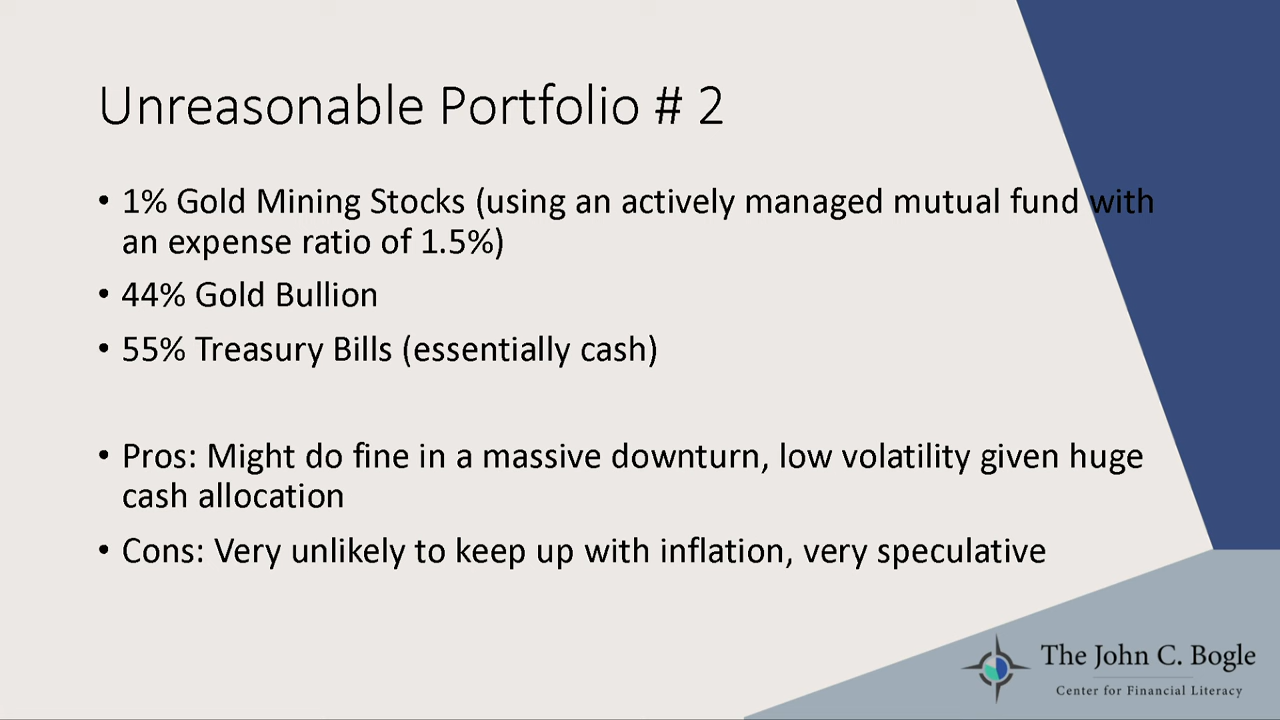 Unreasonable Portfolio # 2
• 1% Gold Mining Stocks (using an actively managed mutual fund with
an expense ratio of 1.5%)
• 44% Gold Bullion
• 55% Treasury Bills (essentially cash)
• Pros: Might do fine in a massive downturn, low volatility given huge
cash allocation
• Cons: Very unlikely to keep up with inflation, very speculative
The John C. Bogle
Center for Financial Literacy